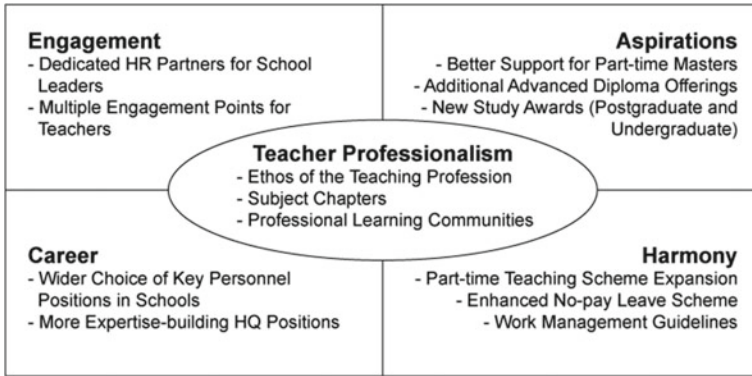 Engagement
- Dedicated HR Partners for School
Leaders
- Multiple Engagement Points for
Teachers
Aspirations
- Better Support for Part-time Masters
- Additional Advanced Diploma Offerings
- New Study Awards (Postgraduate and
Undergraduate)
Teacher Professionalism
- Ethos of the Teaching Profession
- Subject Chapters
- Professional Learning Communities
Career
- Wider Choice of Key Personnel
Positions in Schools
- More Expertise-building HQ Positions
Harmony
- Part-time Teaching Scheme Expansion
- Enhanced No-pay Leave Scheme
- Work Management Guidelines